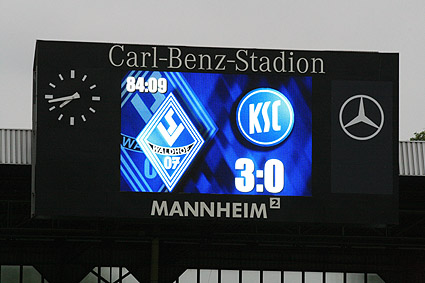 Carl-Benz-Stadion
84:09
KSC
WALDHOF
07
3:0
MANNHEIM 2